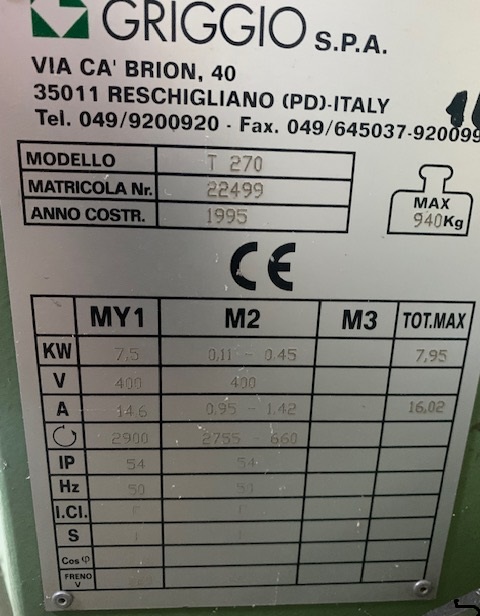 GRIGGIO S.P.A.
VIA CA' BRION, 40
35011 RESCHIGLIANO (PD)-ITALY
Tel. 049/9200920 - Fax. 049/645037-920099
MODELLO T 270
MATRICOLA Nr. 22499
ANNO COSTR. 1995
MAX
940Kg
CE
MY1 M2 M3 TOT.MAX
KW 7,5 0,11 - 0.45 7,95
V 400 400
A 14.6 0,95 - 1.42 16,02
2900 2755 - 660
IP 54 54
Hz 50
I.Cl.
S
Cos φ
FRENO
V